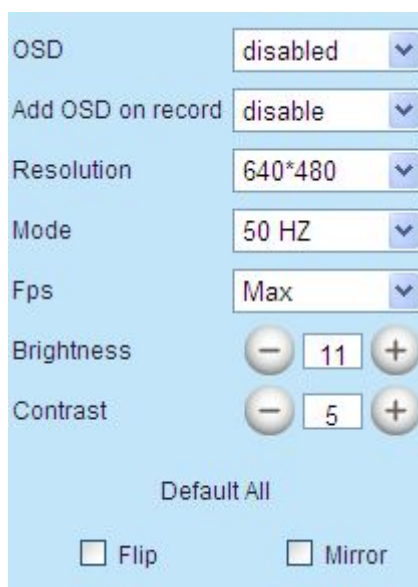 OSD disabled
Add OSD on record disable
Resolution 640*480
Mode 50 HZ
Fps Max
Brightness − 11 +
Contrast − 5 +
Default All
Flip Mirror